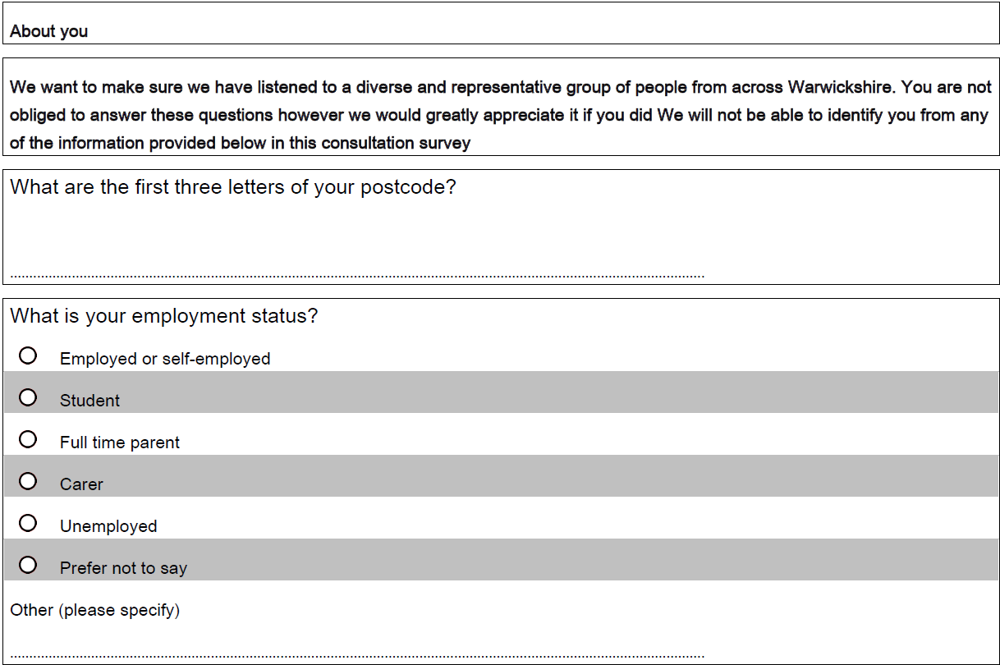 About you
We want to make sure we have listened to a diverse and representative group of people from across Warwickshire. You are not
obliged to answer these questions however we would greatly appreciate it if you did We will not be able to identify you from any
of the information provided below in this consultation survey
What are the first three letters of your postcode?
What is your employment status?
Employed or self-employed
Student
Full time parent
Carer
Unemployed
Prefer not to say
Other (please specify)